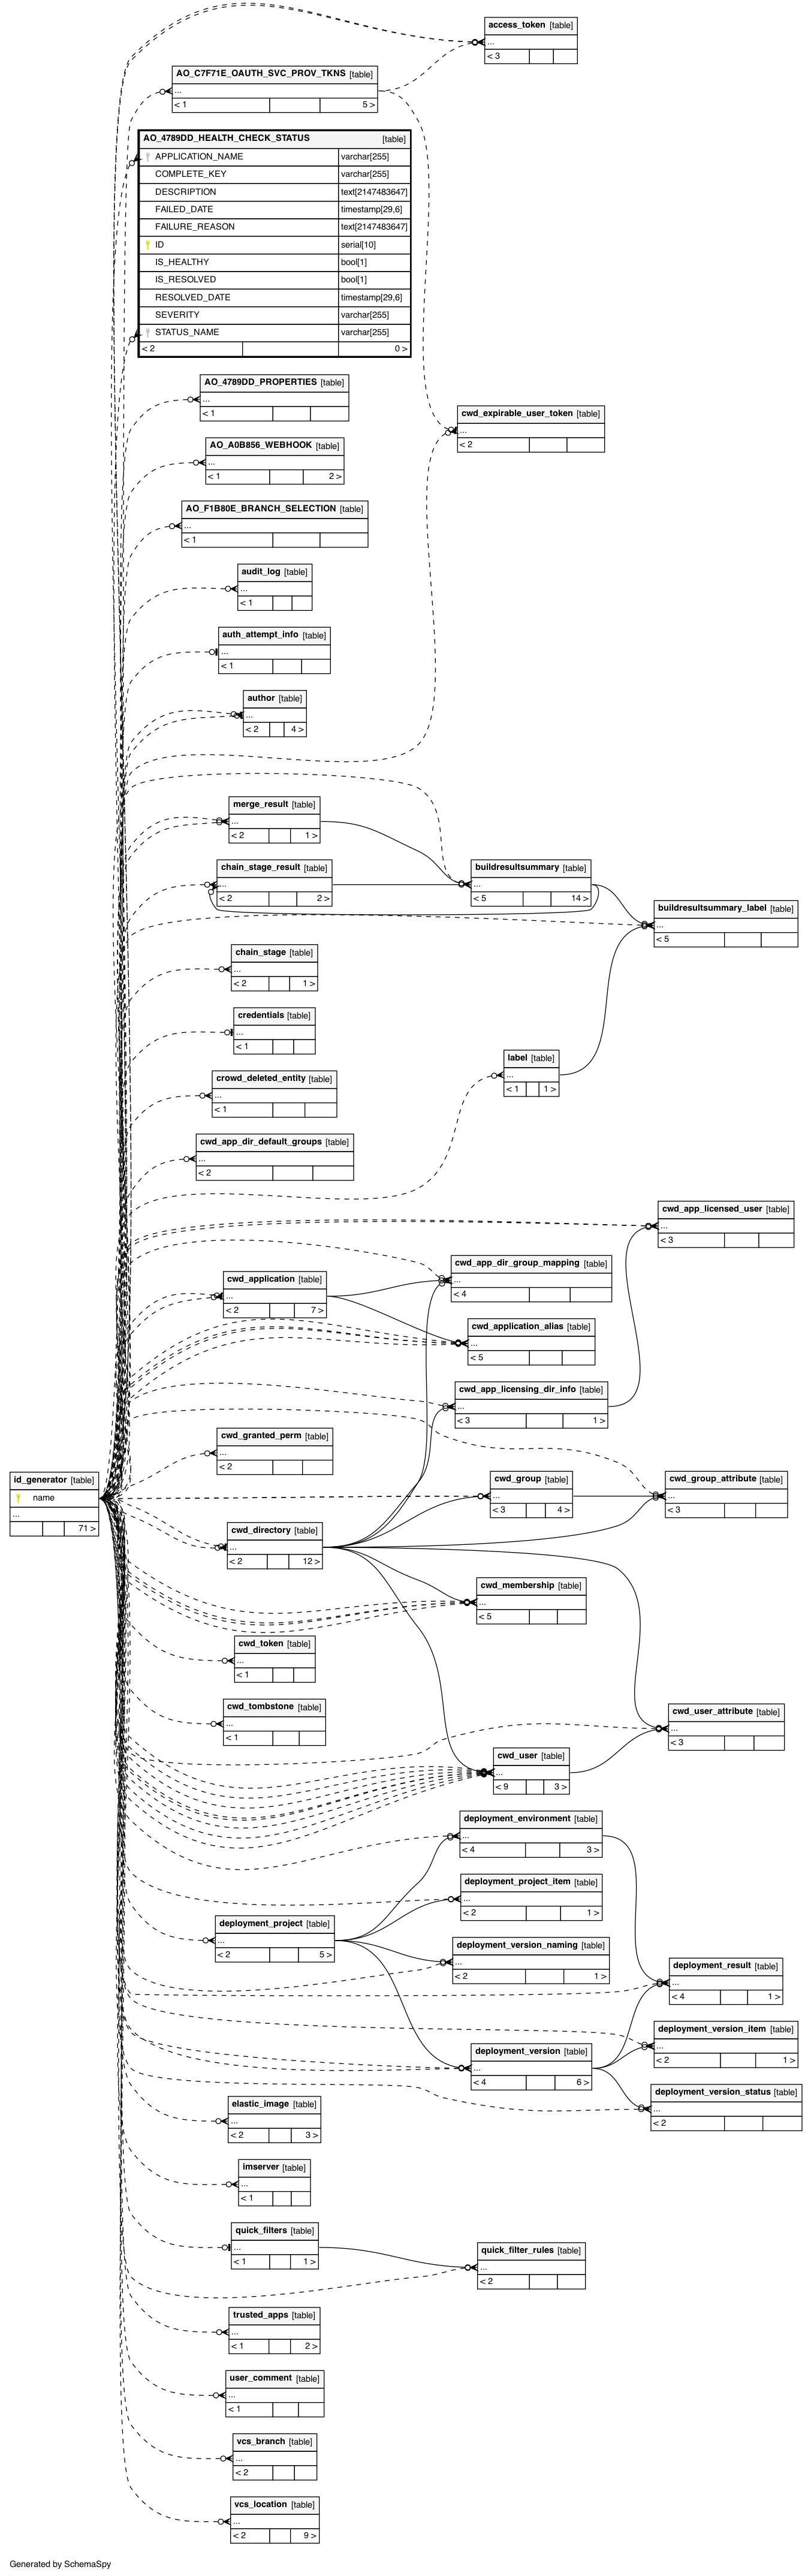 access_token [table]
...
< 3
AO_C7F71E_OAUTH_SVC_PROV_TKNS [table]
...
< 1 5 >
AO_4789DD_HEALTH_CHECK_STATUS [table]
APPLICATION_NAME varchar[255]
COMPLETE_KEY varchar[255]
DESCRIPTION text[2147483647]
FAILED_DATE timestamp[29,6]
FAILURE_REASON text[2147483647]
ID serial[10]
IS_HEALTHY bool[1]
IS_RESOLVED bool[1]
RESOLVED_DATE timestamp[29,6]
SEVERITY varchar[255]
STATUS_NAME varchar[255]
< 2 0 >
AO_4789DD_PROPERTIES [table]
...
< 1
cwd_expirable_user_token [table]
...
< 2
AO_A0B856_WEBHOOK [table]
...
< 1 2 >
AO_F1B80E_BRANCH_SELECTION [table]
...
< 1
audit_log [table]
...
< 1
auth_attempt_info [table]
...
< 1
author [table]
...
< 2 4 >
merge_result [table]
...
< 2 1 >
chain_stage_result [table]
...
< 2 2 >
buildresultsummary [table]
...
< 5 14 >
buildresultsummary_label [table]
...
< 5
chain_stage [table]
...
< 2 1 >
credentials [table]
...
< 1
label [table]
...
< 1 1 >
crowd_deleted_entity [table]
...
< 1
cwd_app_dir_default_groups [table]
...
< 2
cwd_app_licensed_user [table]
...
< 3
cwd_app_dir_group_mapping [table]
...
< 4
cwd_application [table]
...
< 2 7 >
cwd_application_alias [table]
...
< 5
cwd_app_licensing_dir_info [table]
...
< 3 1 >
cwd_granted_perm [table]
...
< 2
id_generator [table]
name
...
71 >
cwd_group [table]
...
< 3 4 >
cwd_group_attribute [table]
...
< 3
cwd_directory [table]
...
< 2 12 >
cwd_membership [table]
...
< 5
cwd_token [table]
...
< 1
cwd_tombstone [table]
...
< 1
cwd_user_attribute [table]
...
< 3
cwd_user [table]
...
< 9 3 >
deployment_environment [table]
...
< 4 3 >
deployment_project_item [table]
...
< 2 1 >
deployment_project [table]
...
< 2 5 >
deployment_version_naming [table]
...
< 2 1 >
deployment_result [table]
...
< 4 1 >
deployment_version_item [table]
...
< 2 1 >
deployment_version [table]
...
< 4 6 >
deployment_version_status [table]
...
< 2
elastic_image [table]
...
< 2 3 >
imserver [table]
...
< 1
quick_filters [table]
...
< 1 1 >
quick_filter_rules [table]
...
< 2
trusted_apps [table]
...
< 1 2 >
user_comment [table]
...
< 1
vcs_branch [table]
...
< 2
vcs_location [table]
...
< 2 9 >
Generated by SchemaSpy